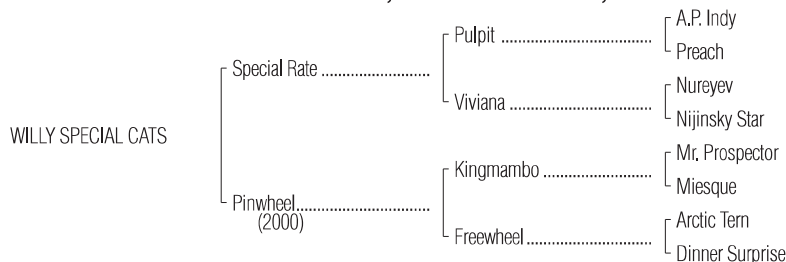 A.P. Indy
Pulpit ........................
Preach
Special Rate ......................
Nureyev
Viviana ........................
Nijinsky Star
WILLY SPECIAL CATS
Mr. Prospector
Kingmambo ................
Miesque
Pinwheel...........................
(2000)
Arctic Tern
Freewheel....................
Dinner Surprise